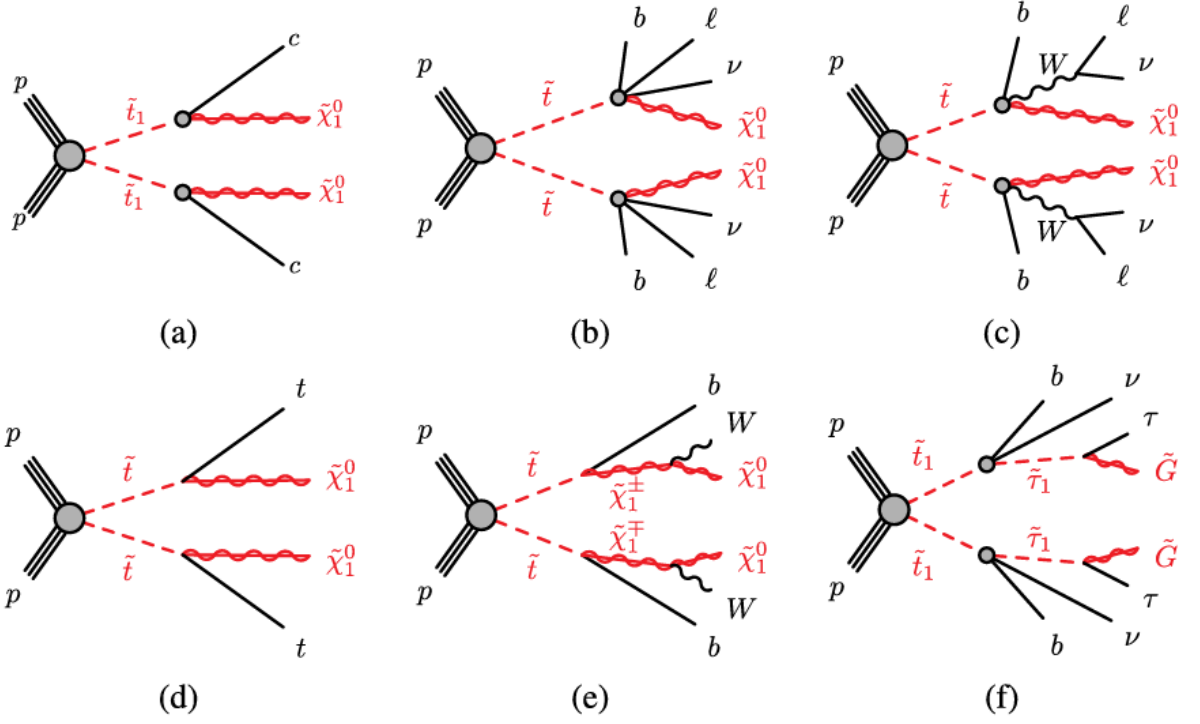 p
p
t̃₁
t̃₁
c
χ̃₁⁰
χ̃₁⁰
c
(a)
p
p
t̃
t̃
b
ℓ
ν
χ̃₁⁰
χ̃₁⁰
ν
b
ℓ
(b)
p
p
t̃
t̃
b
W
ℓ
ν
χ̃₁⁰
χ̃₁⁰
W
ν
b
ℓ
(c)
p
p
t̃
t̃
t
χ̃₁⁰
χ̃₁⁰
t
(d)
p
p
t̃
t̃
b
W
χ̃₁⁰
χ̃₁±
χ̃₁∓
χ̃₁⁰
W
b
(e)
p
p
t̃₁
t̃₁
b
ν
τ
τ̃₁
G̃
τ̃₁
G̃
τ
ν
b
(f)